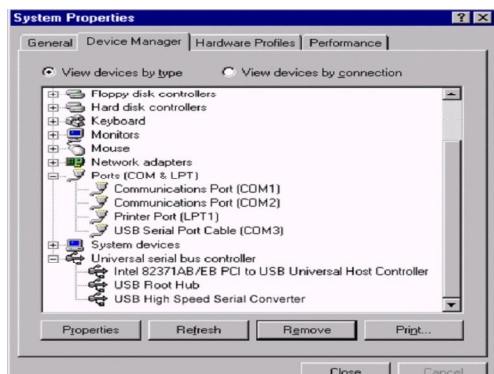 System Properties
General Device Manager Hardware Profiles Performance
View devices by type View devices by connection
Floppy disk controllers
Hard disk controllers
Keyboard
Monitors
Mouse
Network adapters
Ports (COM & LPT)
Communications Port (COM1)
Communications Port (COM2)
Printer Port (LPT1)
USB Serial Port Cable (COM3)
System devices
Universal serial bus controller
Intel 82371AB/EB PCI to USB Universal Host Controller
USB Root Hub
USB High Speed Serial Converter
Properties Refresh Remove Print...
Close Cancel